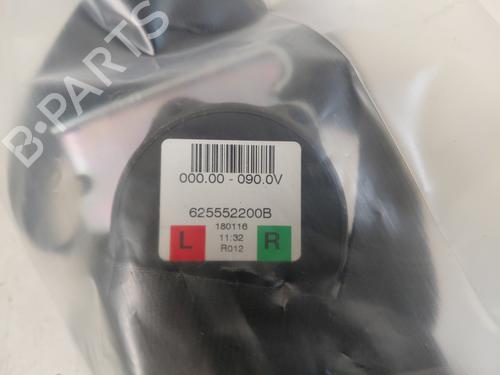 B-PARTS
000.00 - 090.0V
625552200B
L 180116 R
11:32
R012